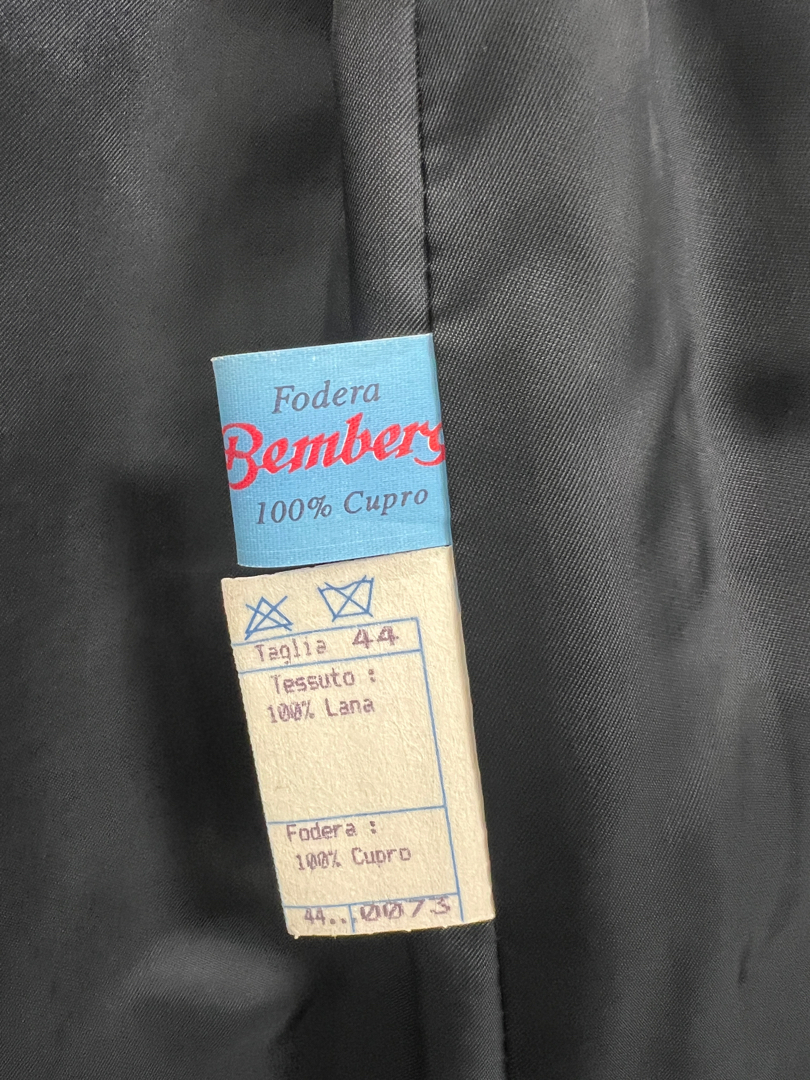 Fodera
Bemberg
100% Cupro
Taglia 44
Tessuto :
100% Lana
Fodera :
100% Cupro
44..0073